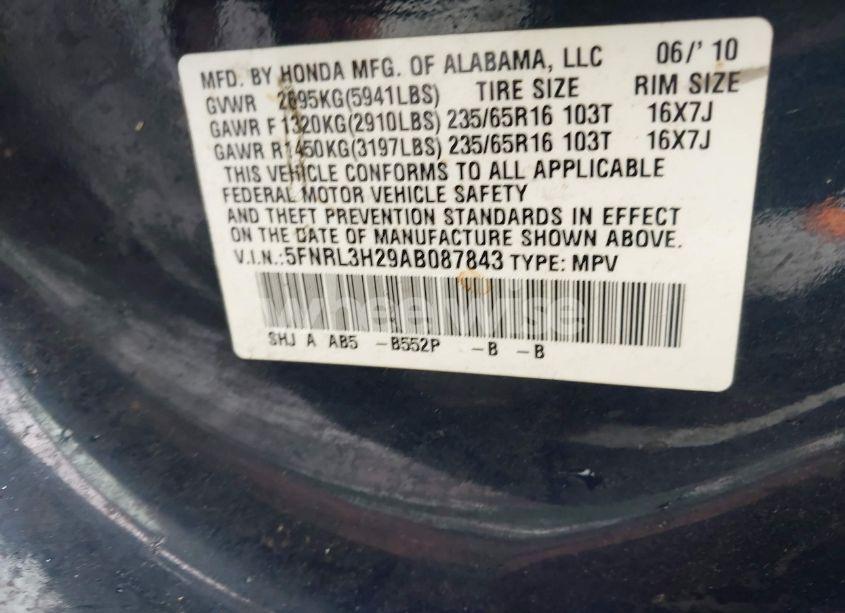 MFD. BY HONDA MFG. OF ALABAMA, LLC 06/'10
GVWR 2695KG(5941LBS) TIRE SIZE RIM SIZE
GAWR F1320KG(2910LBS) 235/65R16 103T 16X7J
GAWR R1450KG(3197LBS) 235/65R16 103T 16X7J
THIS VEHICLE CONFORMS TO ALL APPLICABLE
FEDERAL MOTOR VEHICLE SAFETY
AND THEFT PREVENTION STANDARDS IN EFFECT
ON THE DATE OF MANUFACTURE SHOWN ABOVE.
V.I.N.:5FNRL3H29AB087843 TYPE: MPV
WheelWise
SHJ A AB5 -B552P -B -B